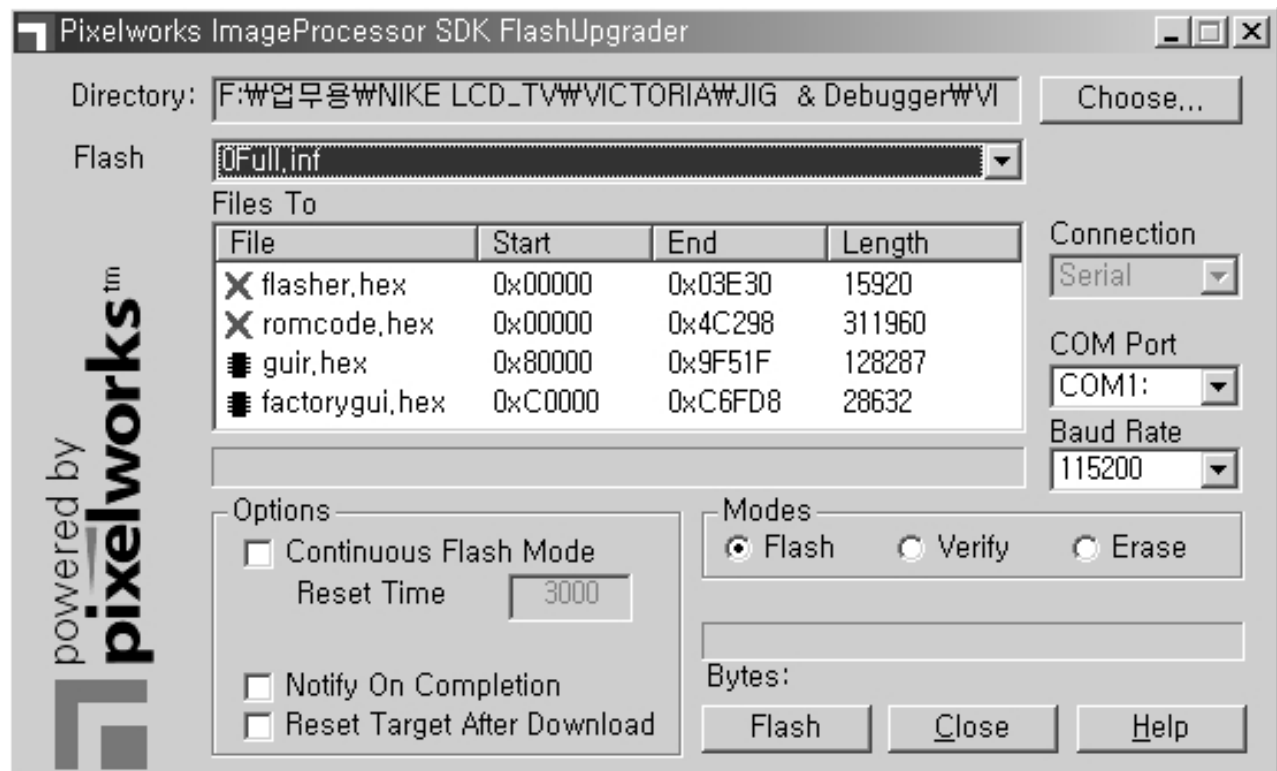 Pixelworks ImageProcessor SDK FlashUpgrader
Directory: F:₩업무용₩NIKE LCD_TV₩VICTORIA₩JIG & Debugger₩VI Choose...
Flash 0Full.inf
Files To
File Start End Length
flasher.hex 0x00000 0x03E30 15920
romcode.hex 0x00000 0x4C298 311960
guir.hex 0x80000 0x9F51F 128287
factorygui.hex 0xC0000 0xC6FD8 28632
Connection
Serial
COM Port
COM1:
Baud Rate
115200
powered by
pixelworks tm
Options
Continuous Flash Mode
Reset Time 3000
Notify On Completion
Reset Target After Download
Modes
Flash Verify Erase
Bytes:
Flash Close Help